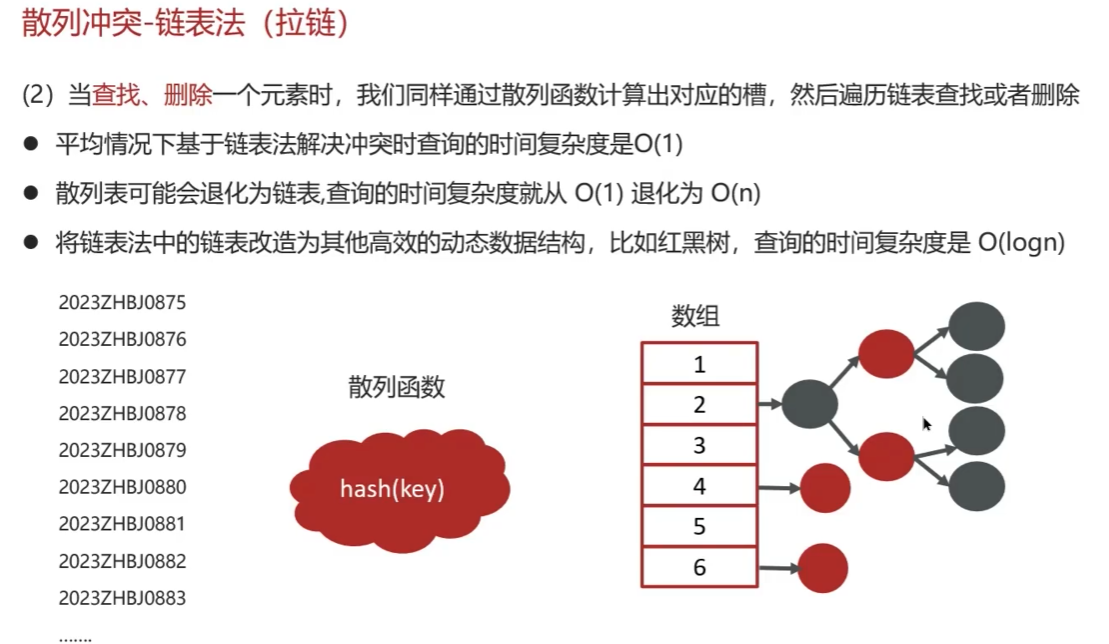 散列冲突-链表法（拉链）
(2）当查找、删除一个元素时，我们同样通过散列函数计算出对应的槽，然后遍历链表查找或者删除
● 平均情况下基于链表法解决冲突时查询的时间复杂度是O(1)
● 散列表可能会退化为链表,查询的时间复杂度就从 O(1) 退化为 O(n)
● 将链表法中的链表改造为其他高效的动态数据结构，比如红黑树，查询的时间复杂度是 O(logn)
2023ZHBJ0875
2023ZHBJ0876
2023ZHBJ0877
2023ZHBJ0878
2023ZHBJ0879
2023ZHBJ0880
2023ZHBJ0881
2023ZHBJ0882
2023ZHBJ0883
.......
散列函数
hash(key)
数组
1
2
3
4
5
6